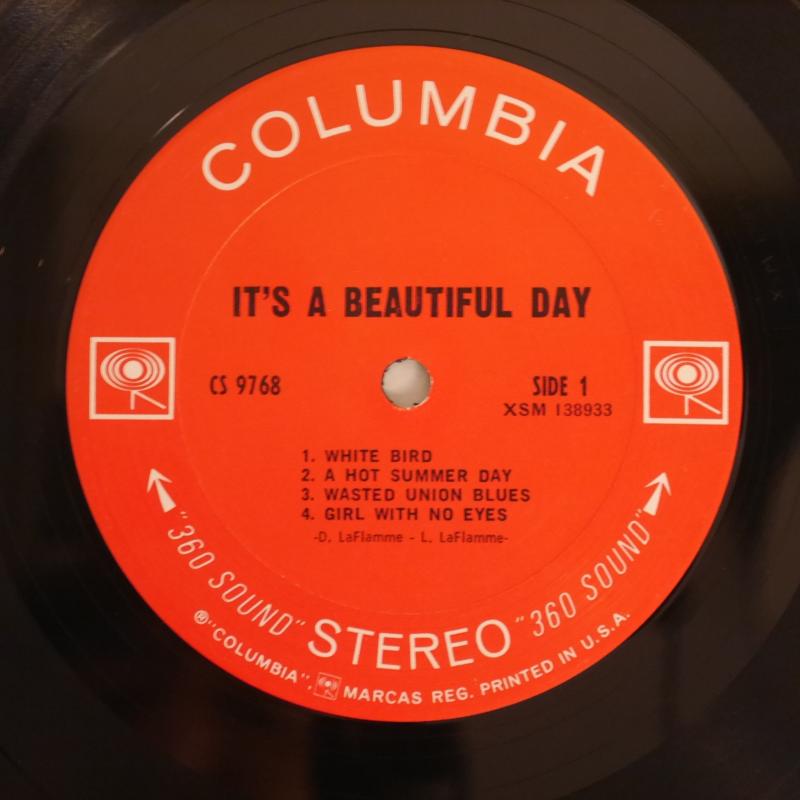 COLUMBIA
IT'S A BEAUTIFUL DAY
CS 9768
SIDE 1
XSM 138933
1. WHITE BIRD
2. A HOT SUMMER DAY
3. WASTED UNION BLUES
4. GIRL WITH NO EYES
-D. LaFlamme - L. LaFlamme-
"360 SOUND" STEREO "360 SOUND"
®"COLUMBIA", MARCAS REG. PRINTED IN U.S.A.